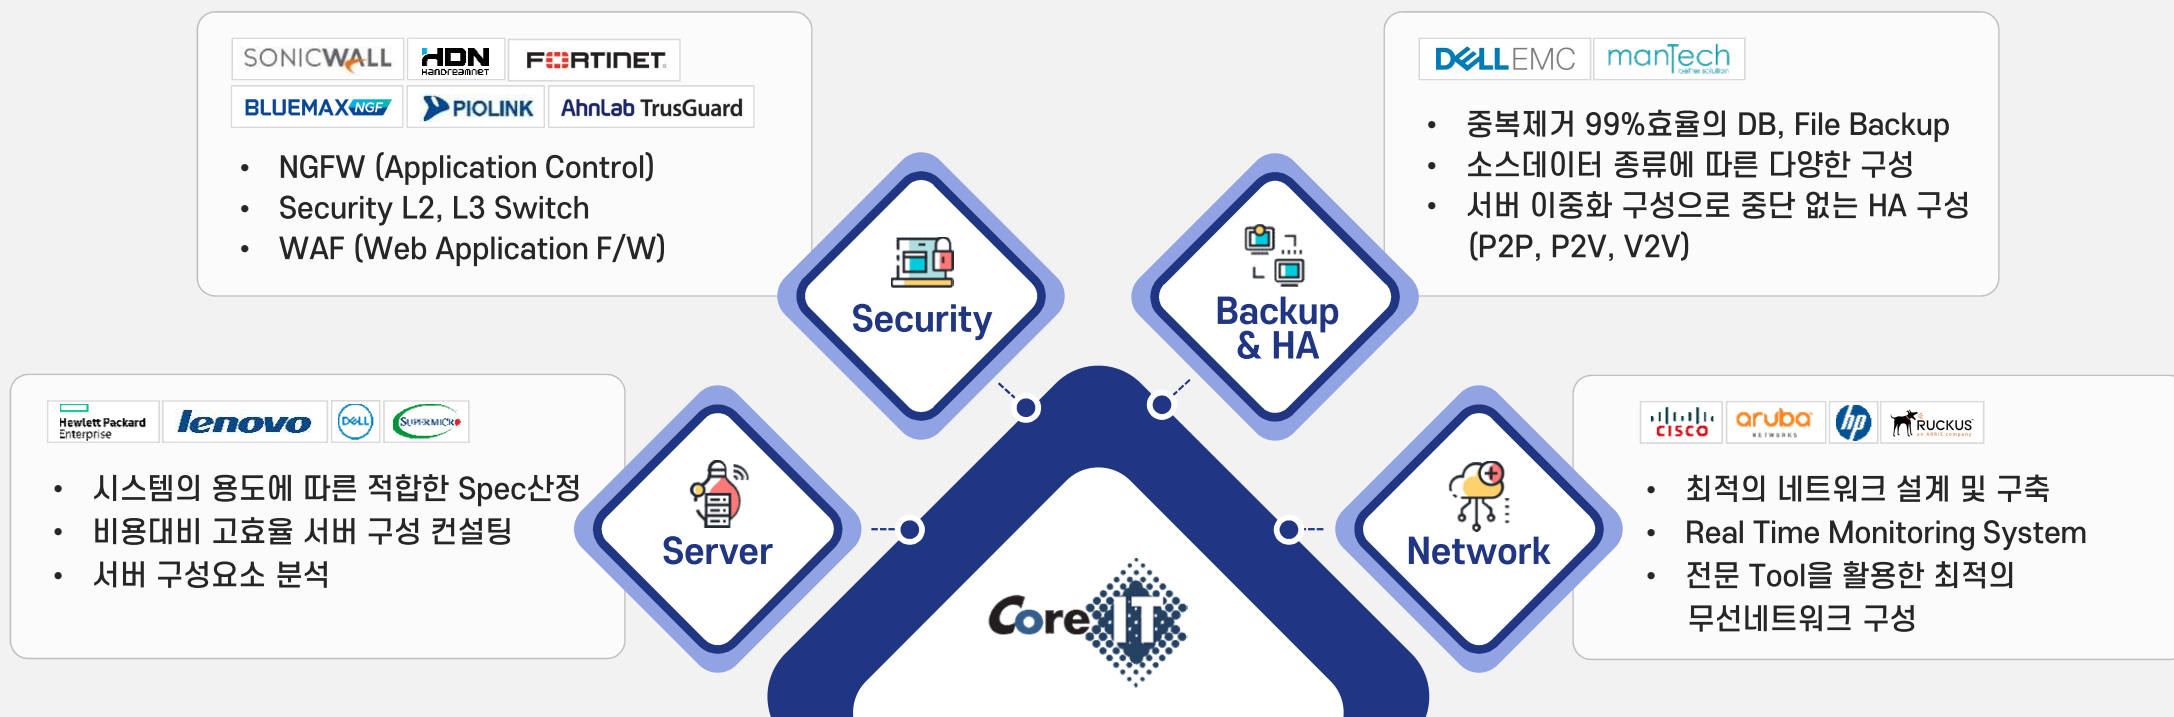 SONICWALL
HDN
HanDreamnet
FORTINET
BLUEMAX NGF
PIOLINK
AhnLab TrusGuard
• NGFW (Application Control)
• Security L2, L3 Switch
• WAF (Web Application F/W)
Security
DELLEMC
manTech
better solution
• 중복제거 99%효율의 DB, File Backup
• 소스데이터 종류에 따른 다양한 구성
• 서버 이중화 구성으로 중단 없는 HA 구성
(P2P, P2V, V2V)
Backup
& HA
Hewlett Packard
Enterprise
lenovo
DELL
SUPERMICRO
• 시스템의 용도에 따른 적합한 Spec산정
• 비용대비 고효율 서버 구성 컨설팅
• 서버 구성요소 분석
Server
CISCO
aruba
NETWORKS
hp
RUCKUS
an ARRIS company
• 최적의 네트워크 설계 및 구축
• Real Time Monitoring System
• 전문 Tool을 활용한 최적의
무선네트워크 구성
Network
Core IT